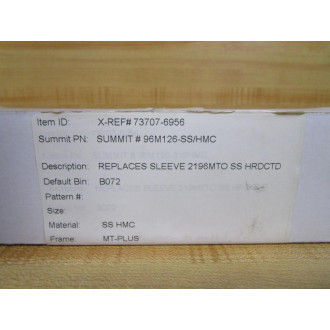 Item ID: X-REF# 73707-6956
Summit PN: SUMMIT # 96M126-SS/HMC
Description: REPLACES SLEEVE 2196MTO SS HRDCTD
Default Bin: B072
Pattern #:
Size:
Material: SS HMC
Frame: MT-PLUS